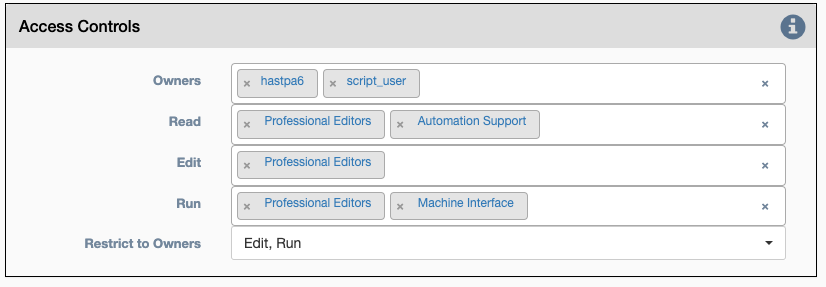 Access Controls
Owners × hastpa6 × script_user ×
Read × Professional Editors × Automation Support ×
Edit × Professional Editors ×
Run × Professional Editors × Machine Interface ×
Restrict to Owners Edit, Run